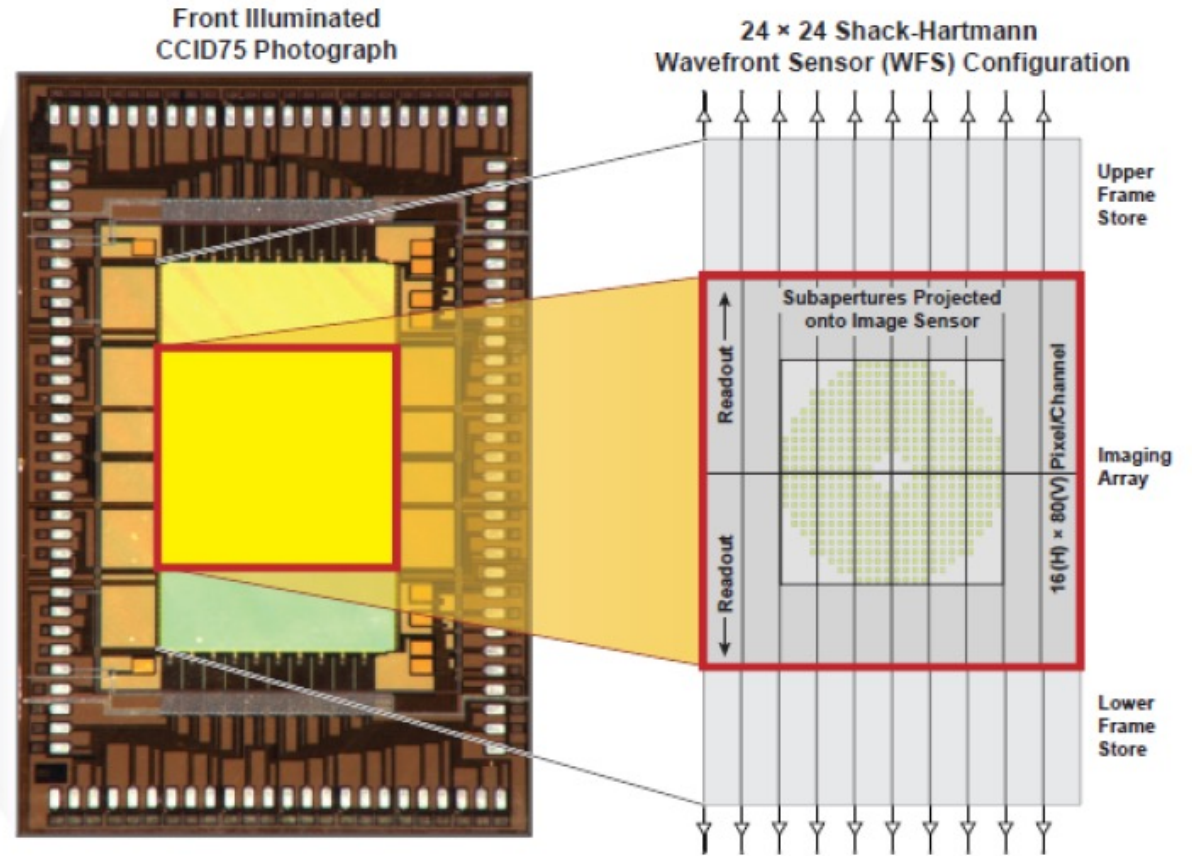 Front Illuminated
CCID75 Photograph
24 × 24 Shack-Hartmann
Wavefront Sensor (WFS) Configuration
Upper
Frame
Store
Subapertures Projected
onto Image Sensor
Readout
16(H) × 80(V) Pixel/Channel
Imaging
Array
Readout
Lower
Frame
Store